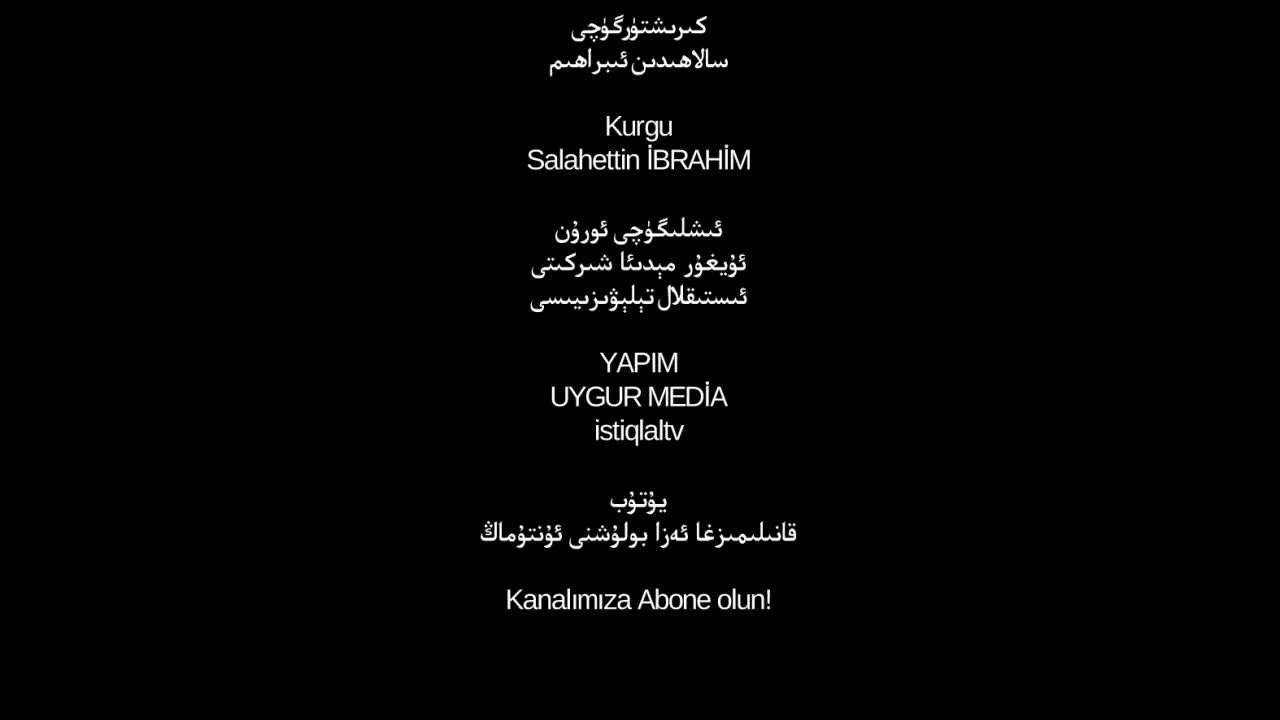 كىرىشتۈرگۈچى
سالاھىدىن ئىبراھىم
Kurgu
Salahettin İBRAHİM
ئىشلىگۈچى ئورۇن
ئۇيغۇر مېدىئا شىركىتى
ئىستىقلال تېلېۋىزىيىسى
YAPIM
UYGUR MEDİA
istiqlaltv
يۇتۇب
قانىلىمىزغا ئەزا بولۇشنى ئۇنتۇماڭ
Kanalımıza Abone olun!